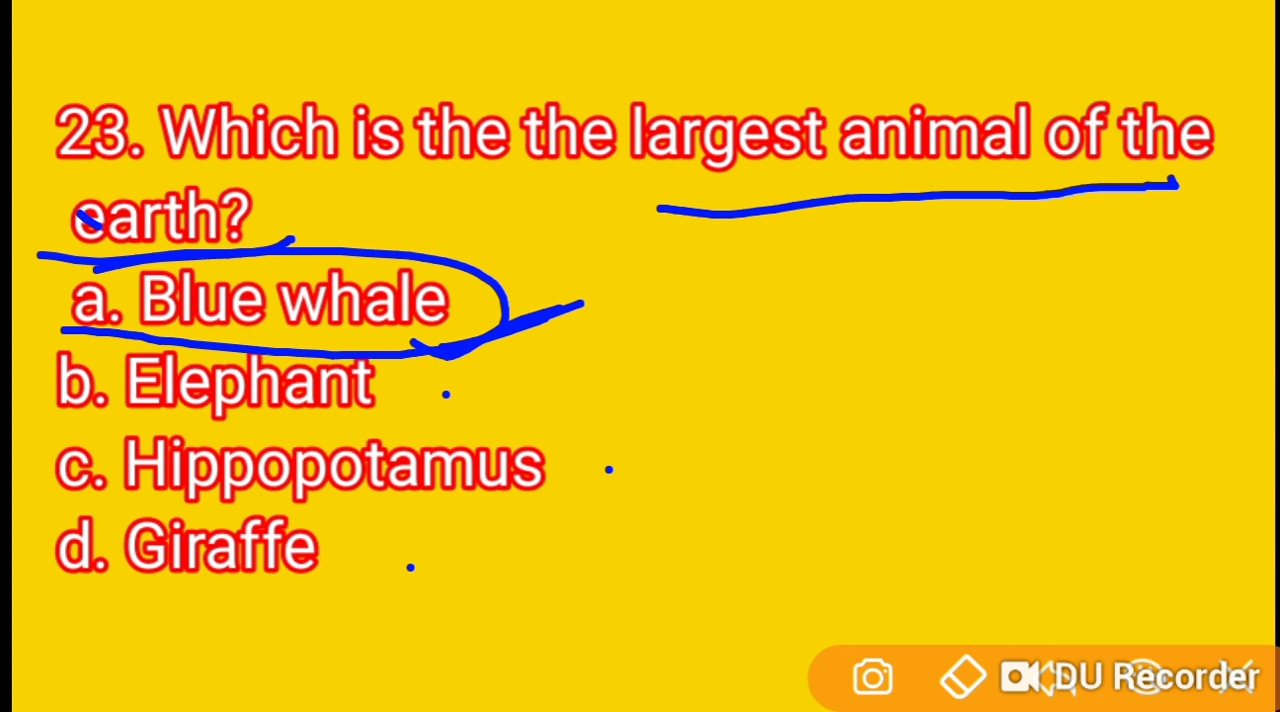 23. Which is the the largest animal of the
earth?
a. Blue whale
b. Elephant
c. Hippopotamus
d. Giraffe
DU Recorder